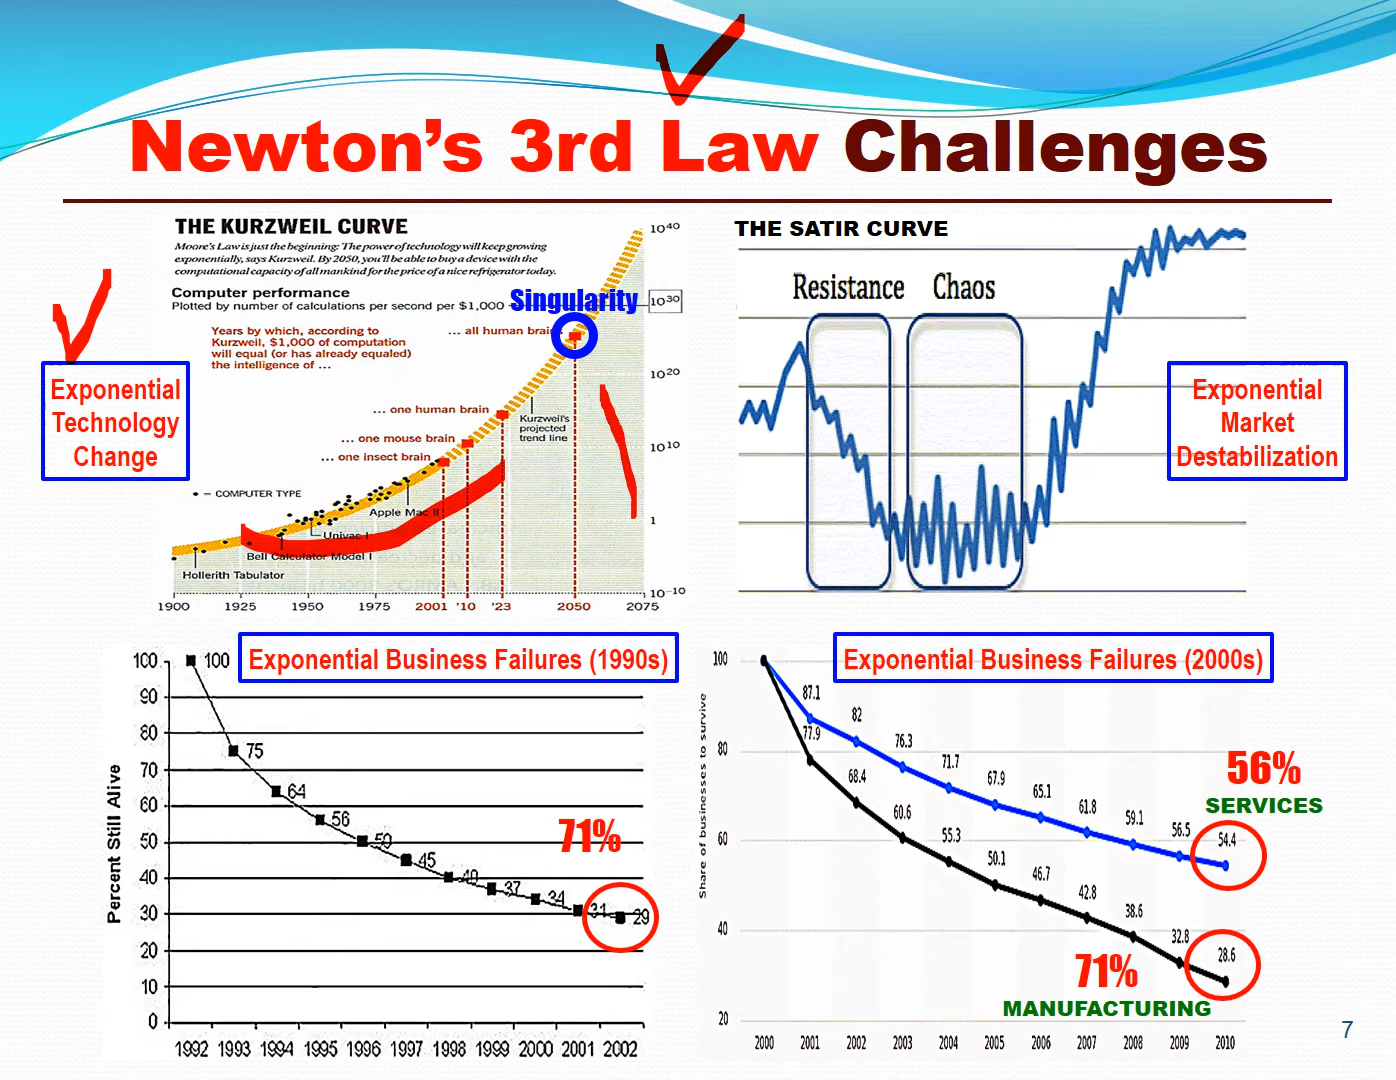 Newton's 3rd Law Challenges
THE KURZWEIL CURVE
Moore's Law is just the beginning: The power of technology will keep growing
exponentially, says Kurzweil. By 2050, you'll be able to buy a device with the
computational capacity of all mankind for the price of a nice refrigerator today.
Computer performance
Plotted by number of calculations per second per $1,000
Singularity
Years by which, according to
Kurzweil, $1,000 of computation
will equal (or has already equaled)
the intelligence of ...
... all human brain
... one human brain
... one mouse brain
... one insect brain
Kurzweil's
projected
trend line
• — COMPUTER TYPE
Apple Mac II
Univac I
Bell Calculator Model I
Hollerith Tabulator
10⁴⁰
10³⁰
10²⁰
10¹⁰
1
10⁻¹⁰
1900 1925 1950 1975 2001 '10 '23 2050 2075
Exponential
Technology
Change
THE SATIR CURVE
Resistance Chaos
Exponential
Market
Destabilization
Exponential Business Failures (1990s)
Percent Still Alive
100
90
80
70
60
50
40
30
20
10
0
100
75
64
56
50
45
40
37
34
31
29
71%
1992 1993 1994 1995 1996 1997 1998 1999 2000 2001 2002
Exponential Business Failures (2000s)
Share of businesses to survive
100
80
60
40
20
87.1
82
76.3
71.7
67.9
65.1
61.8
59.1
56.5
54.4
77.9
68.4
60.6
55.3
50.1
46.7
42.8
38.6
32.8
28.6
56%
SERVICES
71%
MANUFACTURING
2000 2001 2002 2003 2004 2005 2006 2007 2008 2009 2010
7